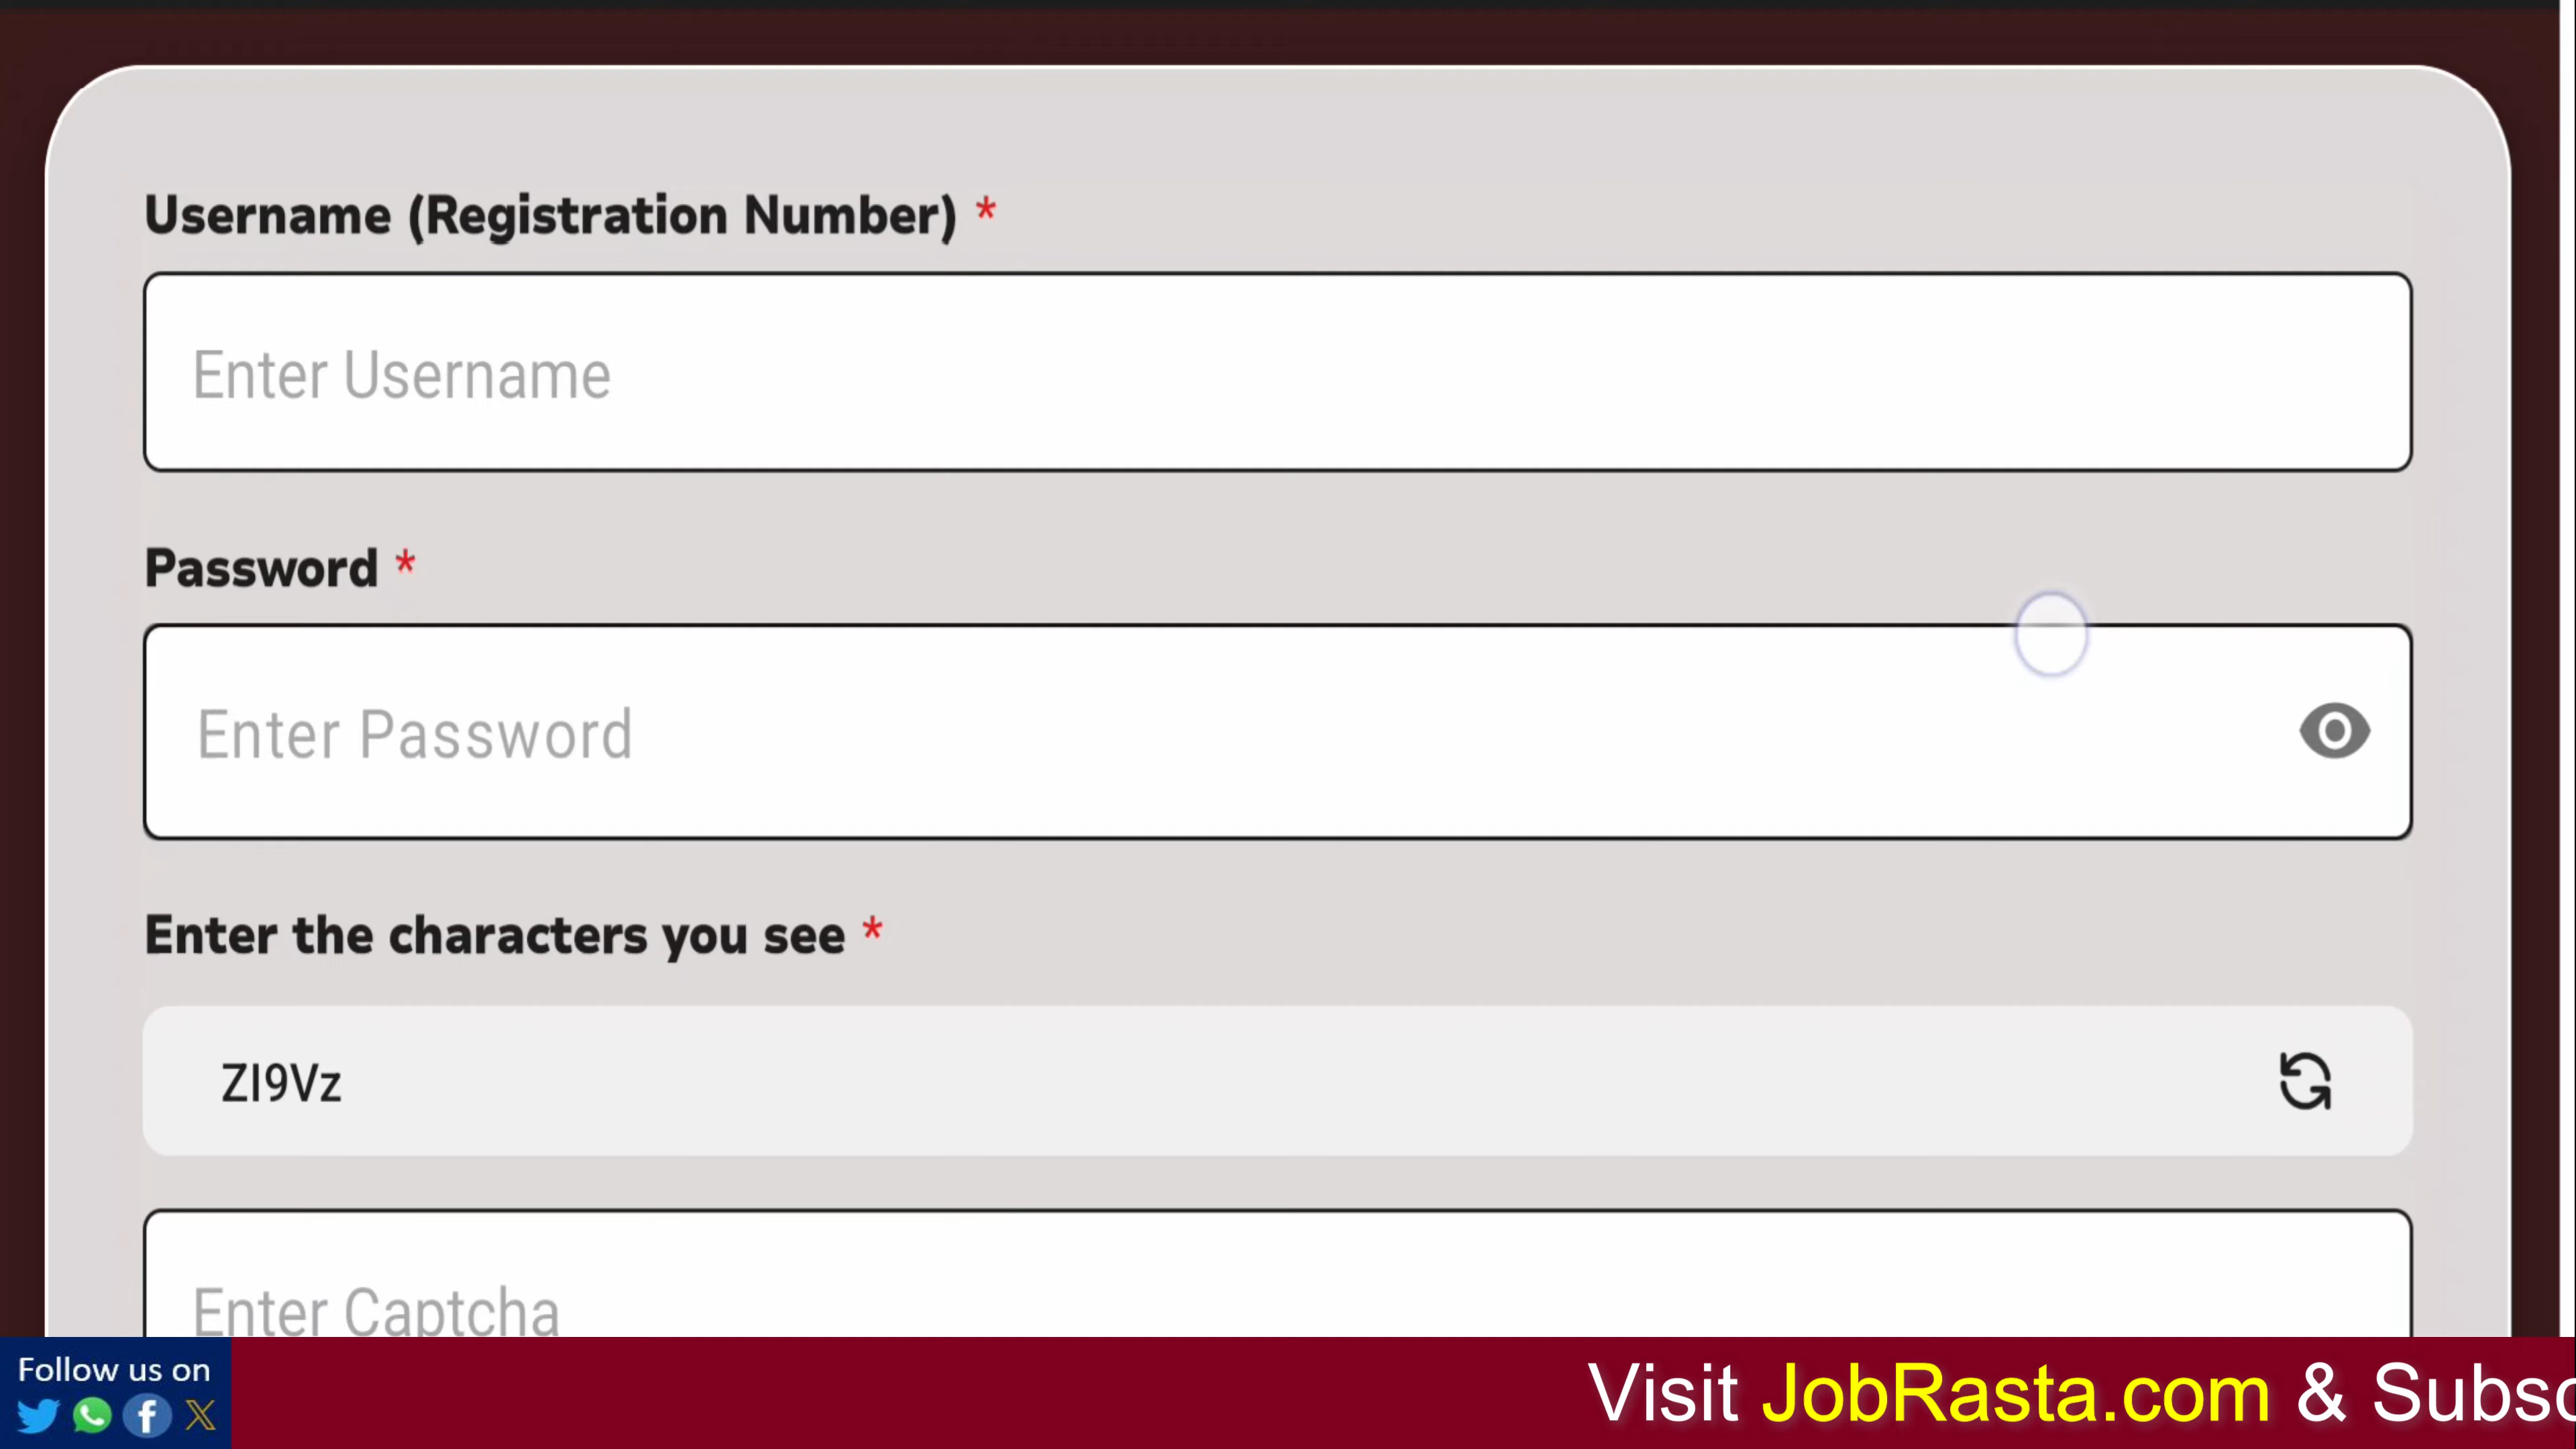 Username (Registration Number) *
Enter Username
Password *
Enter Password
Enter the characters you see *
ZI9Vz
Enter Captcha
Follow us on
Visit JobRasta.com & Subsc